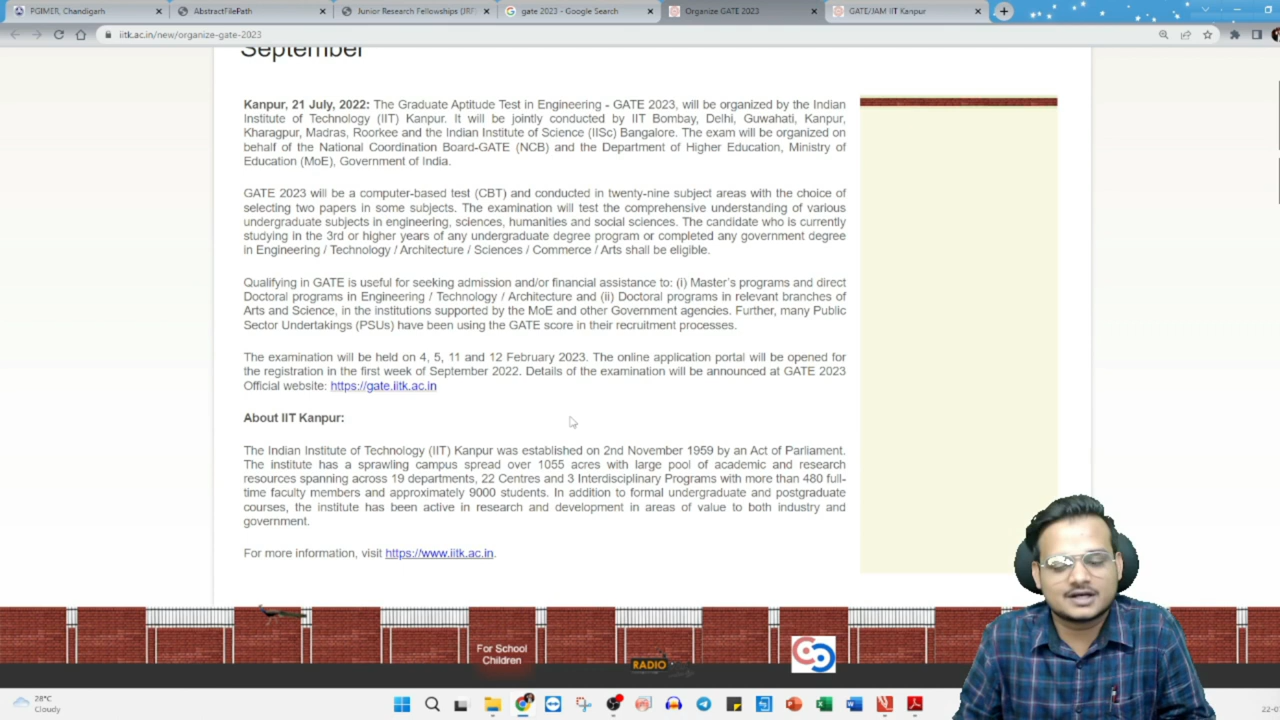 PGIMER, Chandigarh
AbstractFilePath
Junior Research Fellowships (JRF
gate 2023 - Google Search
Organize GATE 2023
GATE/JAM IIT Kanpur
iitk.ac.in/new/organize-gate-2023
September
Kanpur, 21 July, 2022: The Graduate Aptitude Test in Engineering - GATE 2023, will be organized by the Indian
Institute of Technology (IIT) Kanpur. It will be jointly conducted by IIT Bombay, Delhi, Guwahati, Kanpur,
Kharagpur, Madras, Roorkee and the Indian Institute of Science (IISc) Bangalore. The exam will be organized on
behalf of the National Coordination Board-GATE (NCB) and the Department of Higher Education, Ministry of
Education (MoE), Government of India.
GATE 2023 will be a computer-based test (CBT) and conducted in twenty-nine subject areas with the choice of
selecting two papers in some subjects. The examination will test the comprehensive understanding of various
undergraduate subjects in engineering, sciences, humanities and social sciences. The candidate who is currently
studying in the 3rd or higher years of any undergraduate degree program or completed any government degree
in Engineering / Technology / Architecture / Sciences / Commerce / Arts shall be eligible.
Qualifying in GATE is useful for seeking admission and/or financial assistance to: (i) Master's programs and direct
Doctoral programs in Engineering / Technology / Architecture and (ii) Doctoral programs in relevant branches of
Arts and Science, in the institutions supported by the MoE and other Government agencies. Further, many Public
Sector Undertakings (PSUs) have been using the GATE score in their recruitment processes.
The examination will be held on 4, 5, 11 and 12 February 2023. The online application portal will be opened for
the registration in the first week of September 2022. Details of the examination will be announced at GATE 2023
Official website: https://gate.iitk.ac.in
About IIT Kanpur:
The Indian Institute of Technology (IIT) Kanpur was established on 2nd November 1959 by an Act of Parliament.
The institute has a sprawling campus spread over 1055 acres with large pool of academic and research
resources spanning across 19 departments, 22 Centres and 3 Interdisciplinary Programs with more than 480 full-
time faculty members and approximately 9000 students. In addition to formal undergraduate and postgraduate
courses, the institute has been active in research and development in areas of value to both industry and
government.
For more information, visit https://www.iitk.ac.in.
For School
Children
RADIO
28°C
Cloudy
22-0